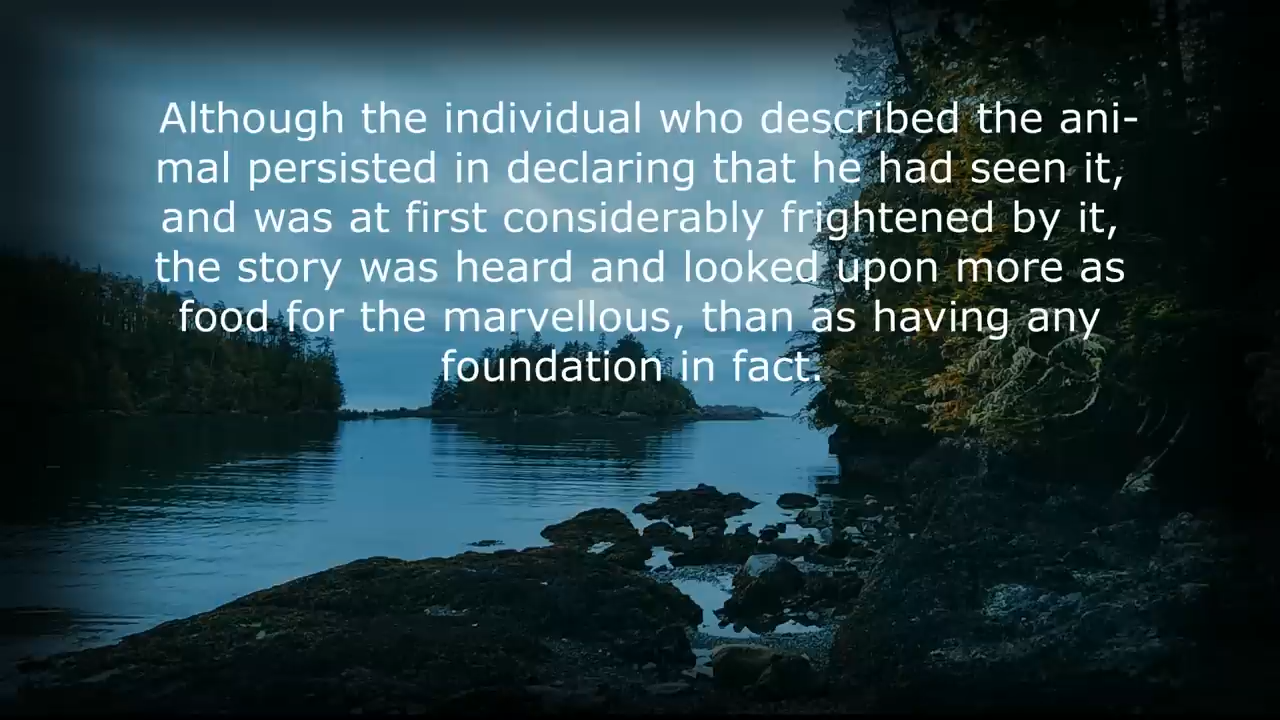 Although the individual who described the ani-
mal persisted in declaring that he had seen it,
and was at first considerably frightened by it,
the story was heard and looked upon more as
food for the marvellous, than as having any
foundation in fact.